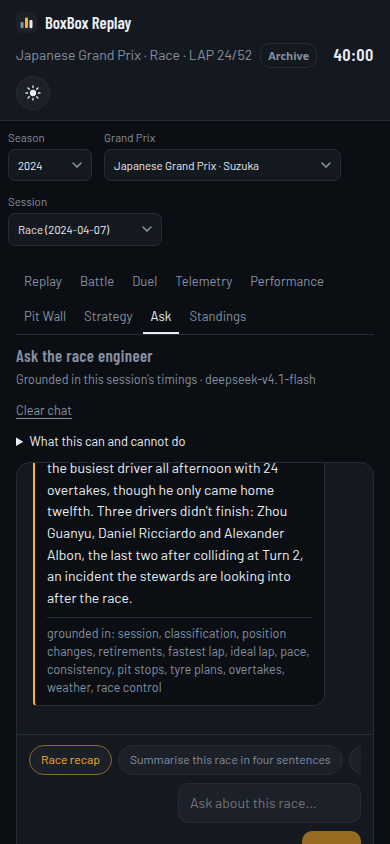 BoxBox Replay
Japanese Grand Prix · Race · LAP 24/52 Archive 40:00
Season Grand Prix
2024 Japanese Grand Prix · Suzuka
Session
Race (2024-04-07)
Replay Battle Duel Telemetry Performance
Pit Wall Strategy Ask Standings
Ask the race engineer
Grounded in this session's timings · deepseek-v4.1-flash
Clear chat
What this can and cannot do
the busiest driver all afternoon with 24
overtakes, though he only came home
twelfth. Three drivers didn't finish: Zhou
Guanyu, Daniel Ricciardo and Alexander
Albon, the last two after colliding at Turn 2,
an incident the stewards are looking into
after the race.
grounded in: session, classification, position
changes, retirements, fastest lap, ideal lap, pace,
consistency, pit stops, tyre plans, overtakes,
weather, race control
Race recap Summarise this race in four sentences
Ask about this race...